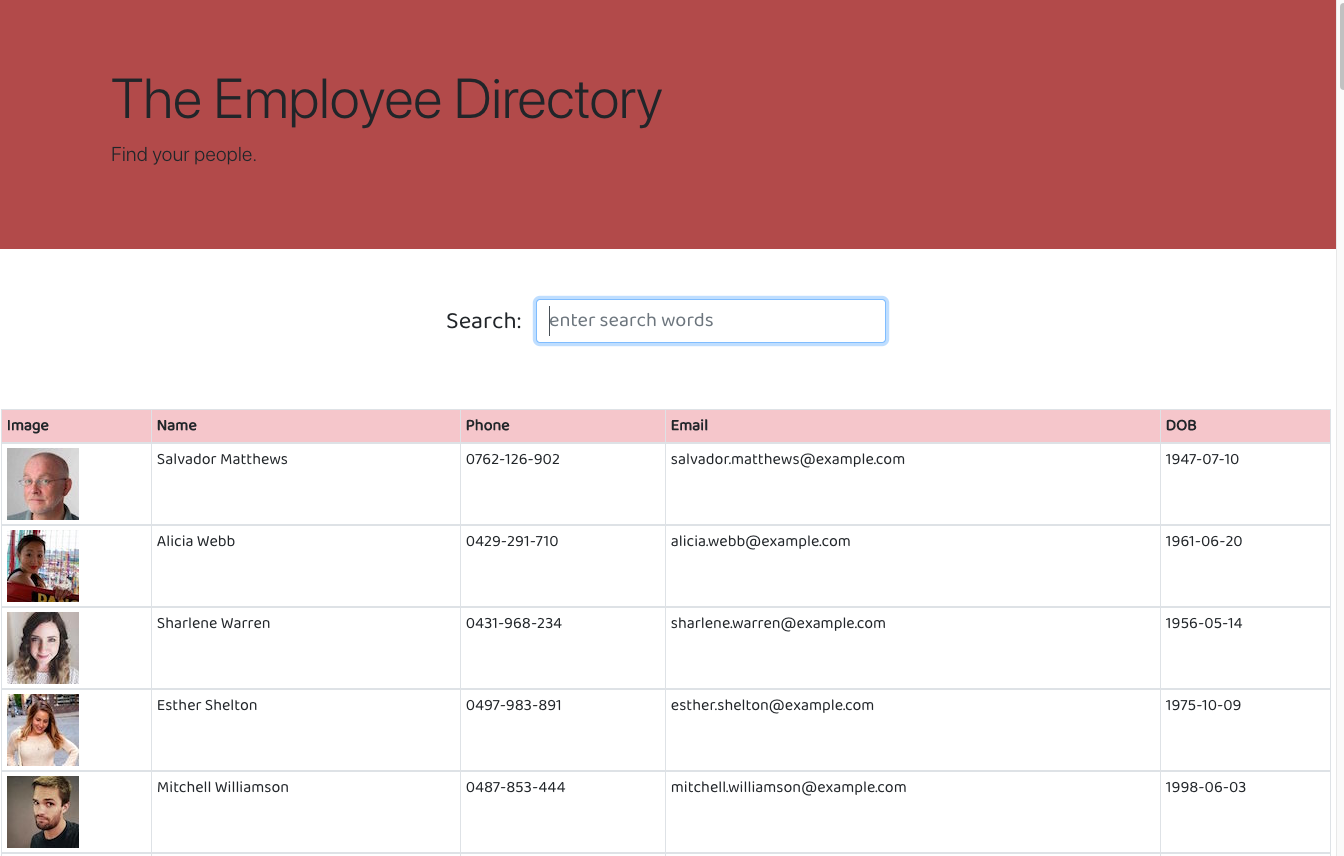 The Employee Directory
Find your people.
Search: enter search words
Image Name Phone Email DOB
Salvador Matthews 0762-126-902 salvador.matthews@example.com 1947-07-10
Alicia Webb 0429-291-710 alicia.webb@example.com 1961-06-20
Sharlene Warren 0431-968-234 sharlene.warren@example.com 1956-05-14
Esther Shelton 0497-983-891 esther.shelton@example.com 1975-10-09
Mitchell Williamson 0487-853-444 mitchell.williamson@example.com 1998-06-03